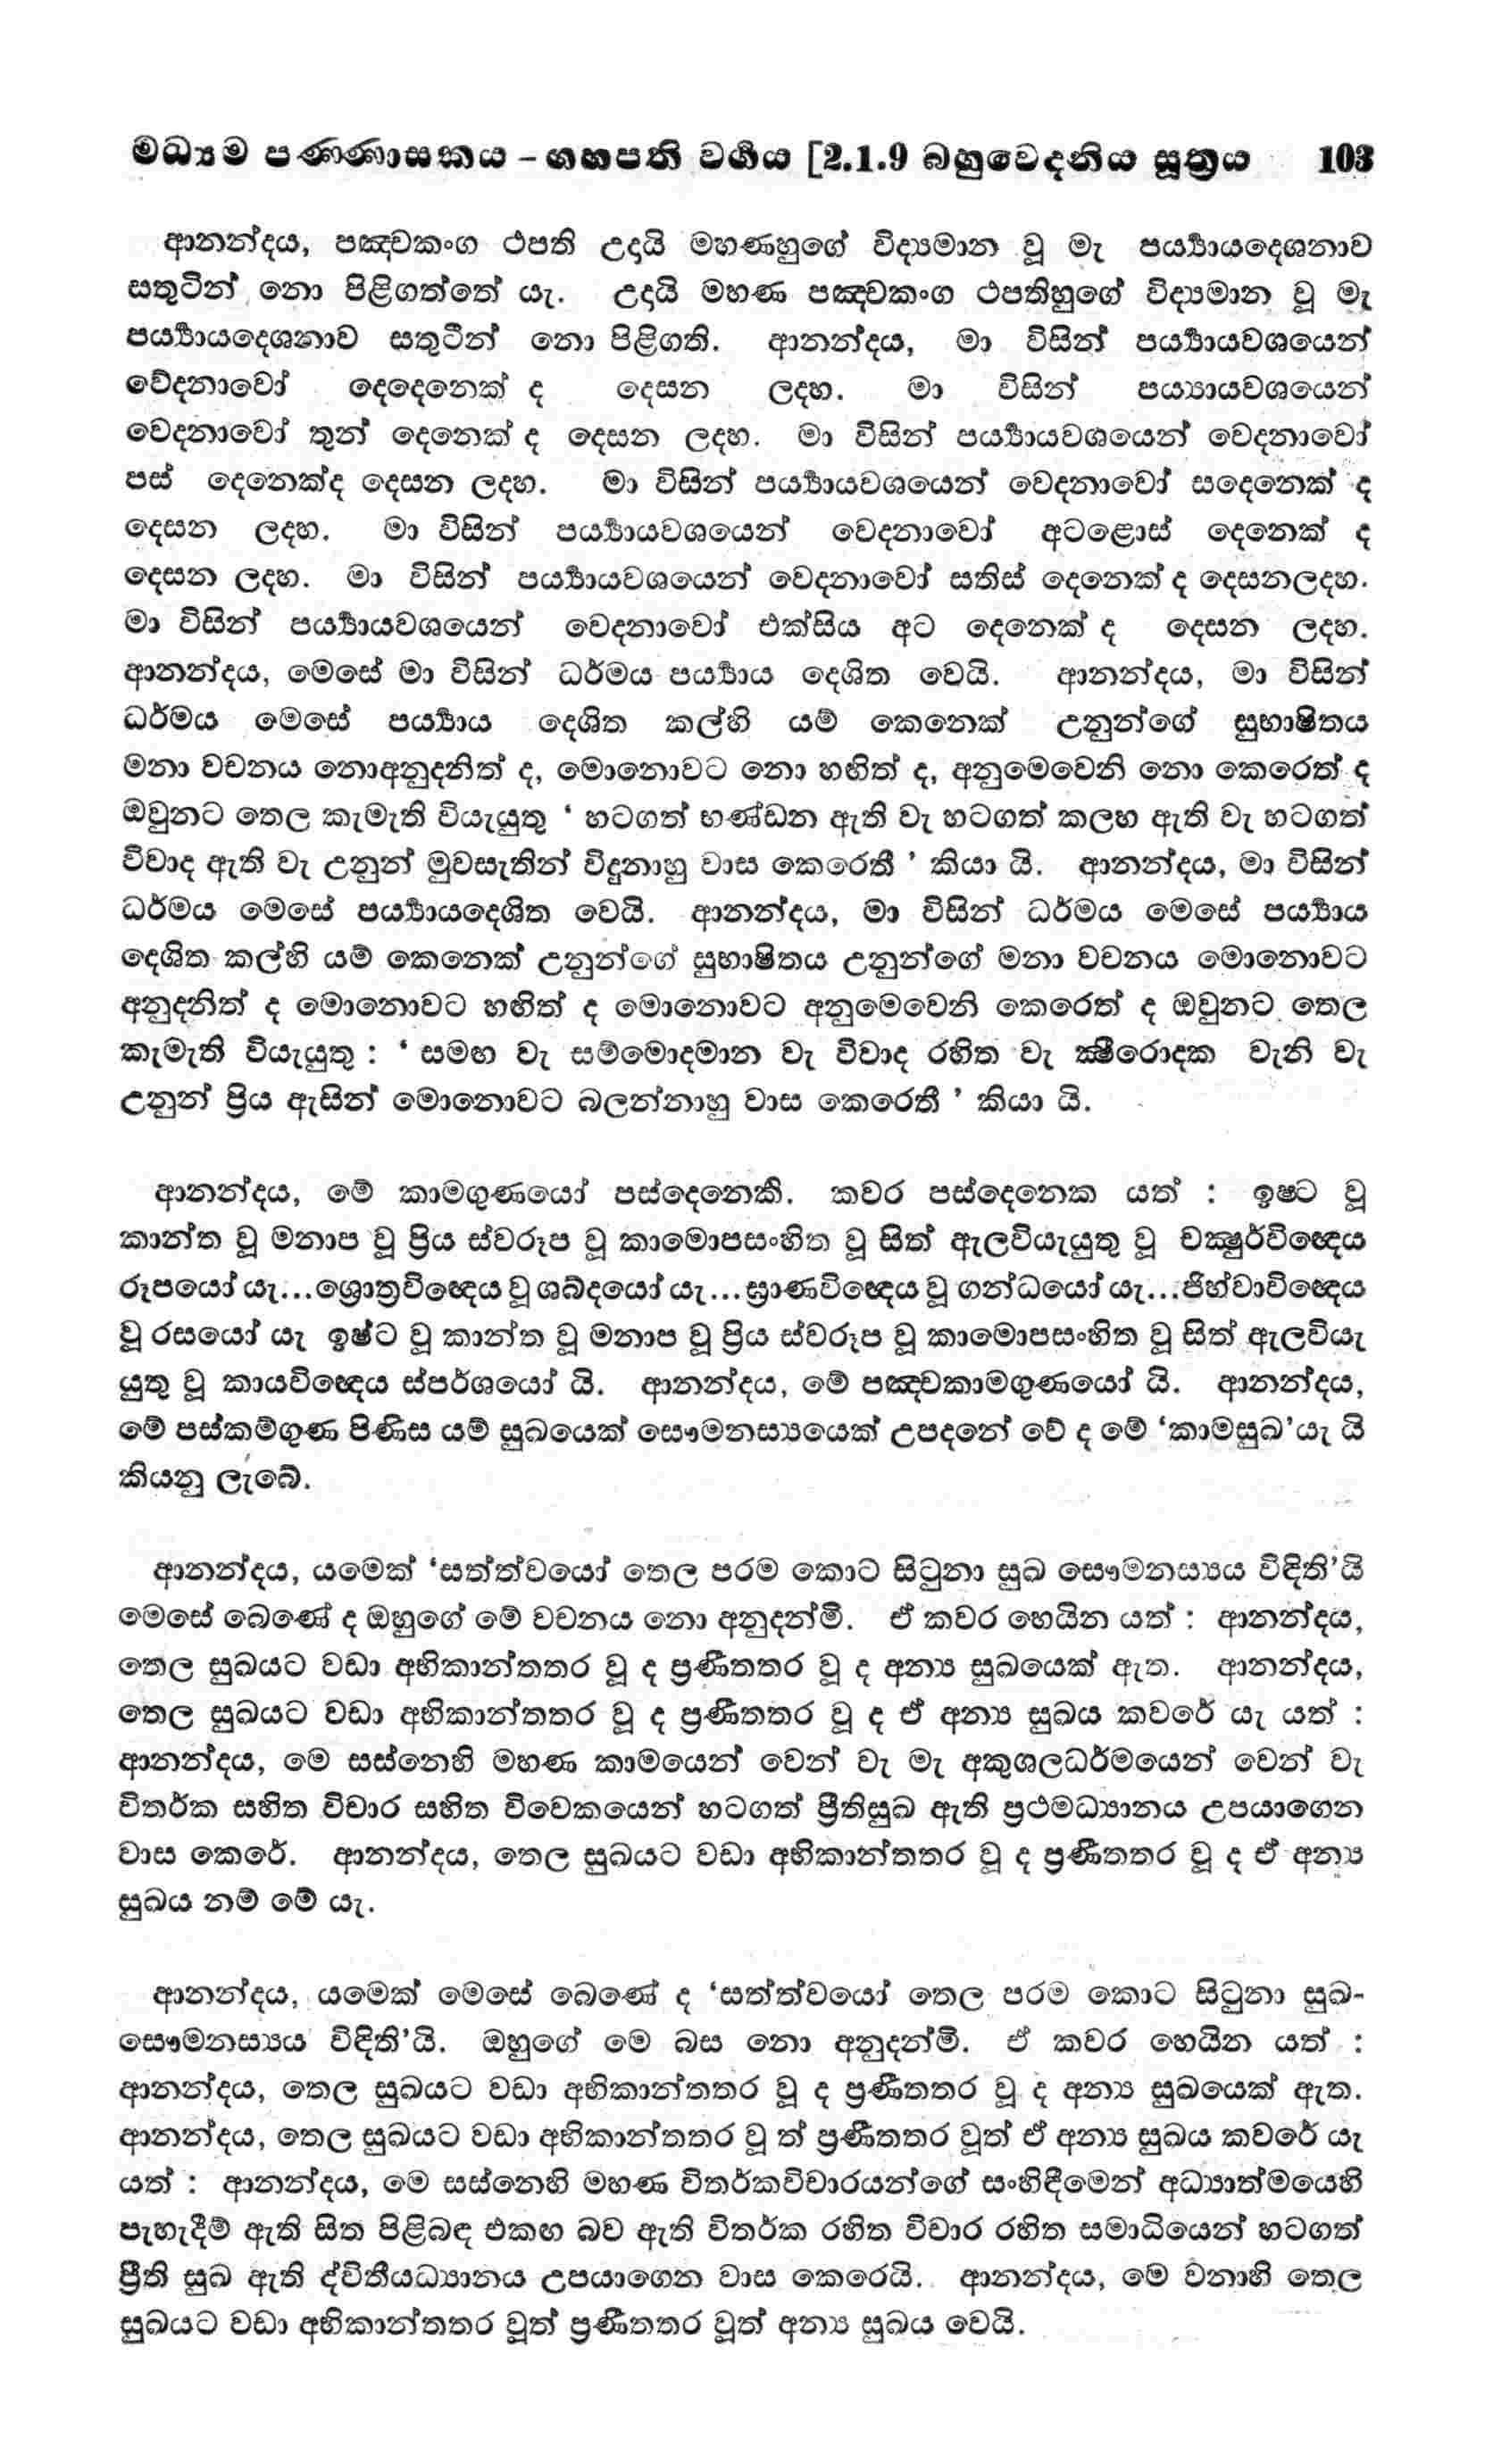 මධ්‍යම පණ්ණාසකය – ගහපති වර්ගය [2.1.9 බහුවෙදනිය සූත්‍රය 103
ආනන්දය, පඤ්චකංග ථපති උදයි මහණහුගේ විද්‍යමාන වූ මැ පර්‍ය්‍යායදෙශනාව
සතුටින් නො පිළිගත්තේ යැ. උදයි මහණ පඤ්චකංග ථපතිහුගේ විද්‍යමාන වූ මැ
පර්‍ය්‍යායදෙශනාව සතුටීන් නො පිළිගති. ආනන්දය, මා විසින් පර්‍ය්‍යායවශයෙන්
වේදනාවෝ දෙදෙනෙක් ද දෙසන ලදහ. මා විසින් පය්‍යායවශයෙන්
වෙදනාවෝ තුන් දෙනෙක් ද දෙසන ලදහ. මා විසින් පර්‍ය්‍යායවශයෙන් වෙදනාවෝ
පස් දෙනෙක්ද දෙසන ලදහ. මා විසින් පර්‍ය්‍යායවශයෙන් වෙදනාවෝ සදෙනෙක් ද
දෙසන ලදහ. මා විසින් පර්‍ය්‍යායවශයෙන් වෙදනාවෝ අටළොස් දෙනෙක් ද
දෙසන ලදහ. මා විසින් පර්‍ය්‍යායවශයෙන් වෙදනාවෝ සතිස් දෙනෙක් ද දෙසනලදහ.
මා විසින් පර්‍ය්‍යායවශයෙන් වෙදනාවෝ එක්සිය අට දෙනෙක් ද දෙසන ලදහ.
ආනන්දය, මෙසේ මා විසින් ධර්මය පර්‍ය්‍යාය දෙශිත වෙයි. ආනන්දය, මා විසින්
ධර්මය මෙසේ පර්‍ය්‍යාය දෙශිත කල්හි යම් කෙනෙක් උනුන්ගේ සුභාෂිතය
මනා වචනය නොඅනුදනිත් ද, මොනොවට නො හඟිත් ද, අනුමෙවෙනි නො කෙරෙත් ද
ඔවුනට තෙල කැමැති වියැයුතු ‘ හටගත් භණ්ඩන ඇති වැ හටගත් කලහ ඇති වැ හටගත්
විවාද ඇති වැ උනුන් මුවසැතින් විදුනාහු වාස කෙරෙතී ’ කියා යි. ආනන්දය, මා විසින්
ධර්මය මෙසේ පර්‍ය්‍යායදෙශිත වෙයි. ආනන්දය, මා විසින් ධර්මය මෙසේ පර්‍ය්‍යාය
දෙශිත කල්හි යම් කෙනෙක් උනුන්ගේ සුභාෂිතය උනුන්ගේ මනා වචනය මොනොවට
අනුදනිත් ද මොනොවට හඟිත් ද මොනොවට අනුමෙවෙනි කෙරෙත් ද ඔවුනට තෙල
කැමැති වියැයුතු : ‘ සමඟ වැ සම්මොදමාන වැ විවාද රහිත වැ ක්ෂීරොදක වැනි වැ
උනුන් ප්‍රිය ඇසින් මොනොවට බලන්නාහු වාස කෙරෙතී ’ කියා යි.
ආනන්දය, මේ කාමගුණයෝ පස්දෙනෙකි. කවර පස්දෙනෙක යත් : ඉෂ්ට වූ
කාන්ත වූ මනාප වූ ප්‍රිය ස්වරූප වූ කාමොපසංහිත වූ සිත් ඇලවියැයුතු වූ චක්ෂුර්විඥෙය
රූපයෝ යැ...ශ්‍රොත්‍රවිඥෙය වූ ශබ්දයෝ යැ...ඝ්‍රාණවිඥෙය වූ ගන්ධයෝ යැ...ජිහ්වාවිඥෙය
වූ රසයෝ යැ ඉෂ්ට වූ කාන්ත වූ මනාප වූ ප්‍රිය ස්වරූප වූ කාමොපසංහිත වූ සිත් ඇලවියැ
යුතු වූ කායවිඥෙය ස්පර්ශයෝ යි. ආනන්දය, මේ පඤ්චකාමගුණයෝ යි. ආනන්දය,
මේ පස්කම්ගුණ පිණිස යම් සුඛයෙක් සෞමනස්‍යයෙක් උපදනේ වේ ද මේ ‘කාමසුඛ’යැ යි
කියනු ලැබේ.
ආනන්දය, යමෙක් ‘සත්ත්වයෝ තෙල පරම කොට සිටුනා සුඛ සෞමනස්‍යය විඳිති’යි
මෙසේ බෙණේ ද ඔහුගේ මේ වචනය නො අනුදන්මි. ඒ කවර හෙයින යත් : ආනන්දය,
තෙල සුඛයට වඩා අභිකාන්තතර වූ ද ප්‍රණීතතර වූ ද අන්‍ය සුඛයෙක් ඇත. ආනන්දය,
තෙල සුඛයට වඩා අභිකාන්තතර වූ ද ප්‍රණීතතර වූ ද ඒ අන්‍ය සුඛය කවරේ යැ යත් :
ආනන්දය, මෙ සස්නෙහි මහණ කාමයෙන් වෙන් වැ මැ අකුශලධර්මයෙන් වෙන් වැ
විතර්ක සහිත විචාර සහිත විවෙකයෙන් හටගත් ප්‍රීතිසුඛ ඇති ප්‍රථමධ්‍යානය උපයාගෙන
වාස කෙරේ. ආනන්දය, තෙල සුඛයට වඩා අභිකාන්තතර වූ ද ප්‍රණීතතර වූ ද ඒ අන්‍ය
සුඛය නම් මේ යැ.
ආනන්දය, යමෙක් මෙසේ බෙණේ ද ‘සත්ත්වයෝ තෙල පරම කොට සිටුනා සුඛ-
සෞමනස්‍යය විඳිති’යි. ඔහුගේ මෙ බස නො අනුදන්මි. ඒ කවර හෙයින යත් :
ආනන්දය, තෙල සුඛයට වඩා අභිකාන්තතර වූ ද ප්‍රණීතතර වූ ද අන්‍ය සුඛයෙක් ඇත.
ආනන්දය, තෙල සුඛයට වඩා අභිකාන්තතර වූ ත් ප්‍රණීතතර වූත් ඒ අන්‍ය සුඛය කවරේ යැ
යත් : ආනන්දය, මෙ සස්නෙහි මහණ විතර්කවිචාරයන්ගේ සංහිඳීමෙන් අධ්‍යාත්මයෙහි
පැහැදීම් ඇති සිත පිළිබඳ එකඟ බව ඇති විතර්ක රහිත විචාර රහිත සමාධියෙන් හටගත්
ප්‍රීති සුඛ ඇති ද්විතීයධ්‍යානය උපයාගෙන වාස කෙරෙයි. ආනන්දය, මෙ වනාහි තෙල
සුඛයට වඩා අභිකාන්තතර වූත් ප්‍රණීතතර වූත් අන්‍ය සුඛය වෙයි.